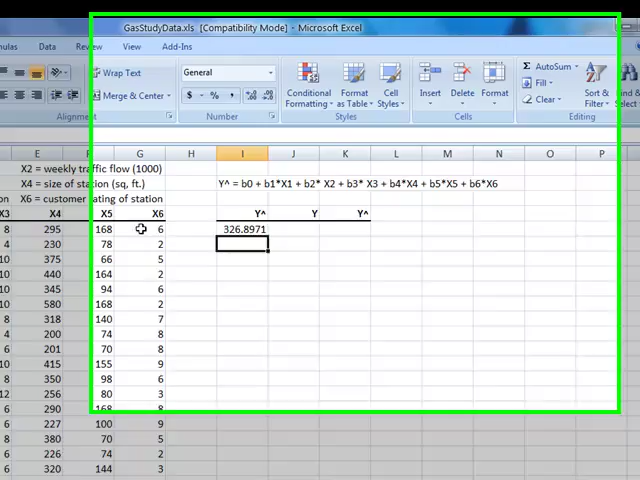 GasStudyData.xls [Compatibility Mode] - Microsoft Excel
mulas Data Review View Add-Ins
Wrap Text General AutoSum
Merge & Center $ % , Conditional Formatting Format as Table Cell Styles Insert Delete Format Fill Sort & Filter Find & Select
Clear
Alignment Number Styles Cells Editing
E F G H I J K L M N O P
X2 = weekly traffic flow (1000)
X4 = size of station (sq, ft.) Y^ = b0 + b1*X1 + b2* X2 + b3* X3 + b4*X4 + b5*X5 + b6*X6
on X6 = customer rating of station
X3 X4 X5 X6 Y^ Y Y^
8 295 168 6 326.8971
4 230 78 2
10 375 66 5
10 440 164 2
10 345 94 6
10 580 168 2
8 318 140 7
4 200 74 8
6 201 70 8
10 415 155 9
8 350 98 6
12 256 80 3
6 290 168 8
6 227 100 9
8 380 70 5
6 226 74 2
6 320 144 3